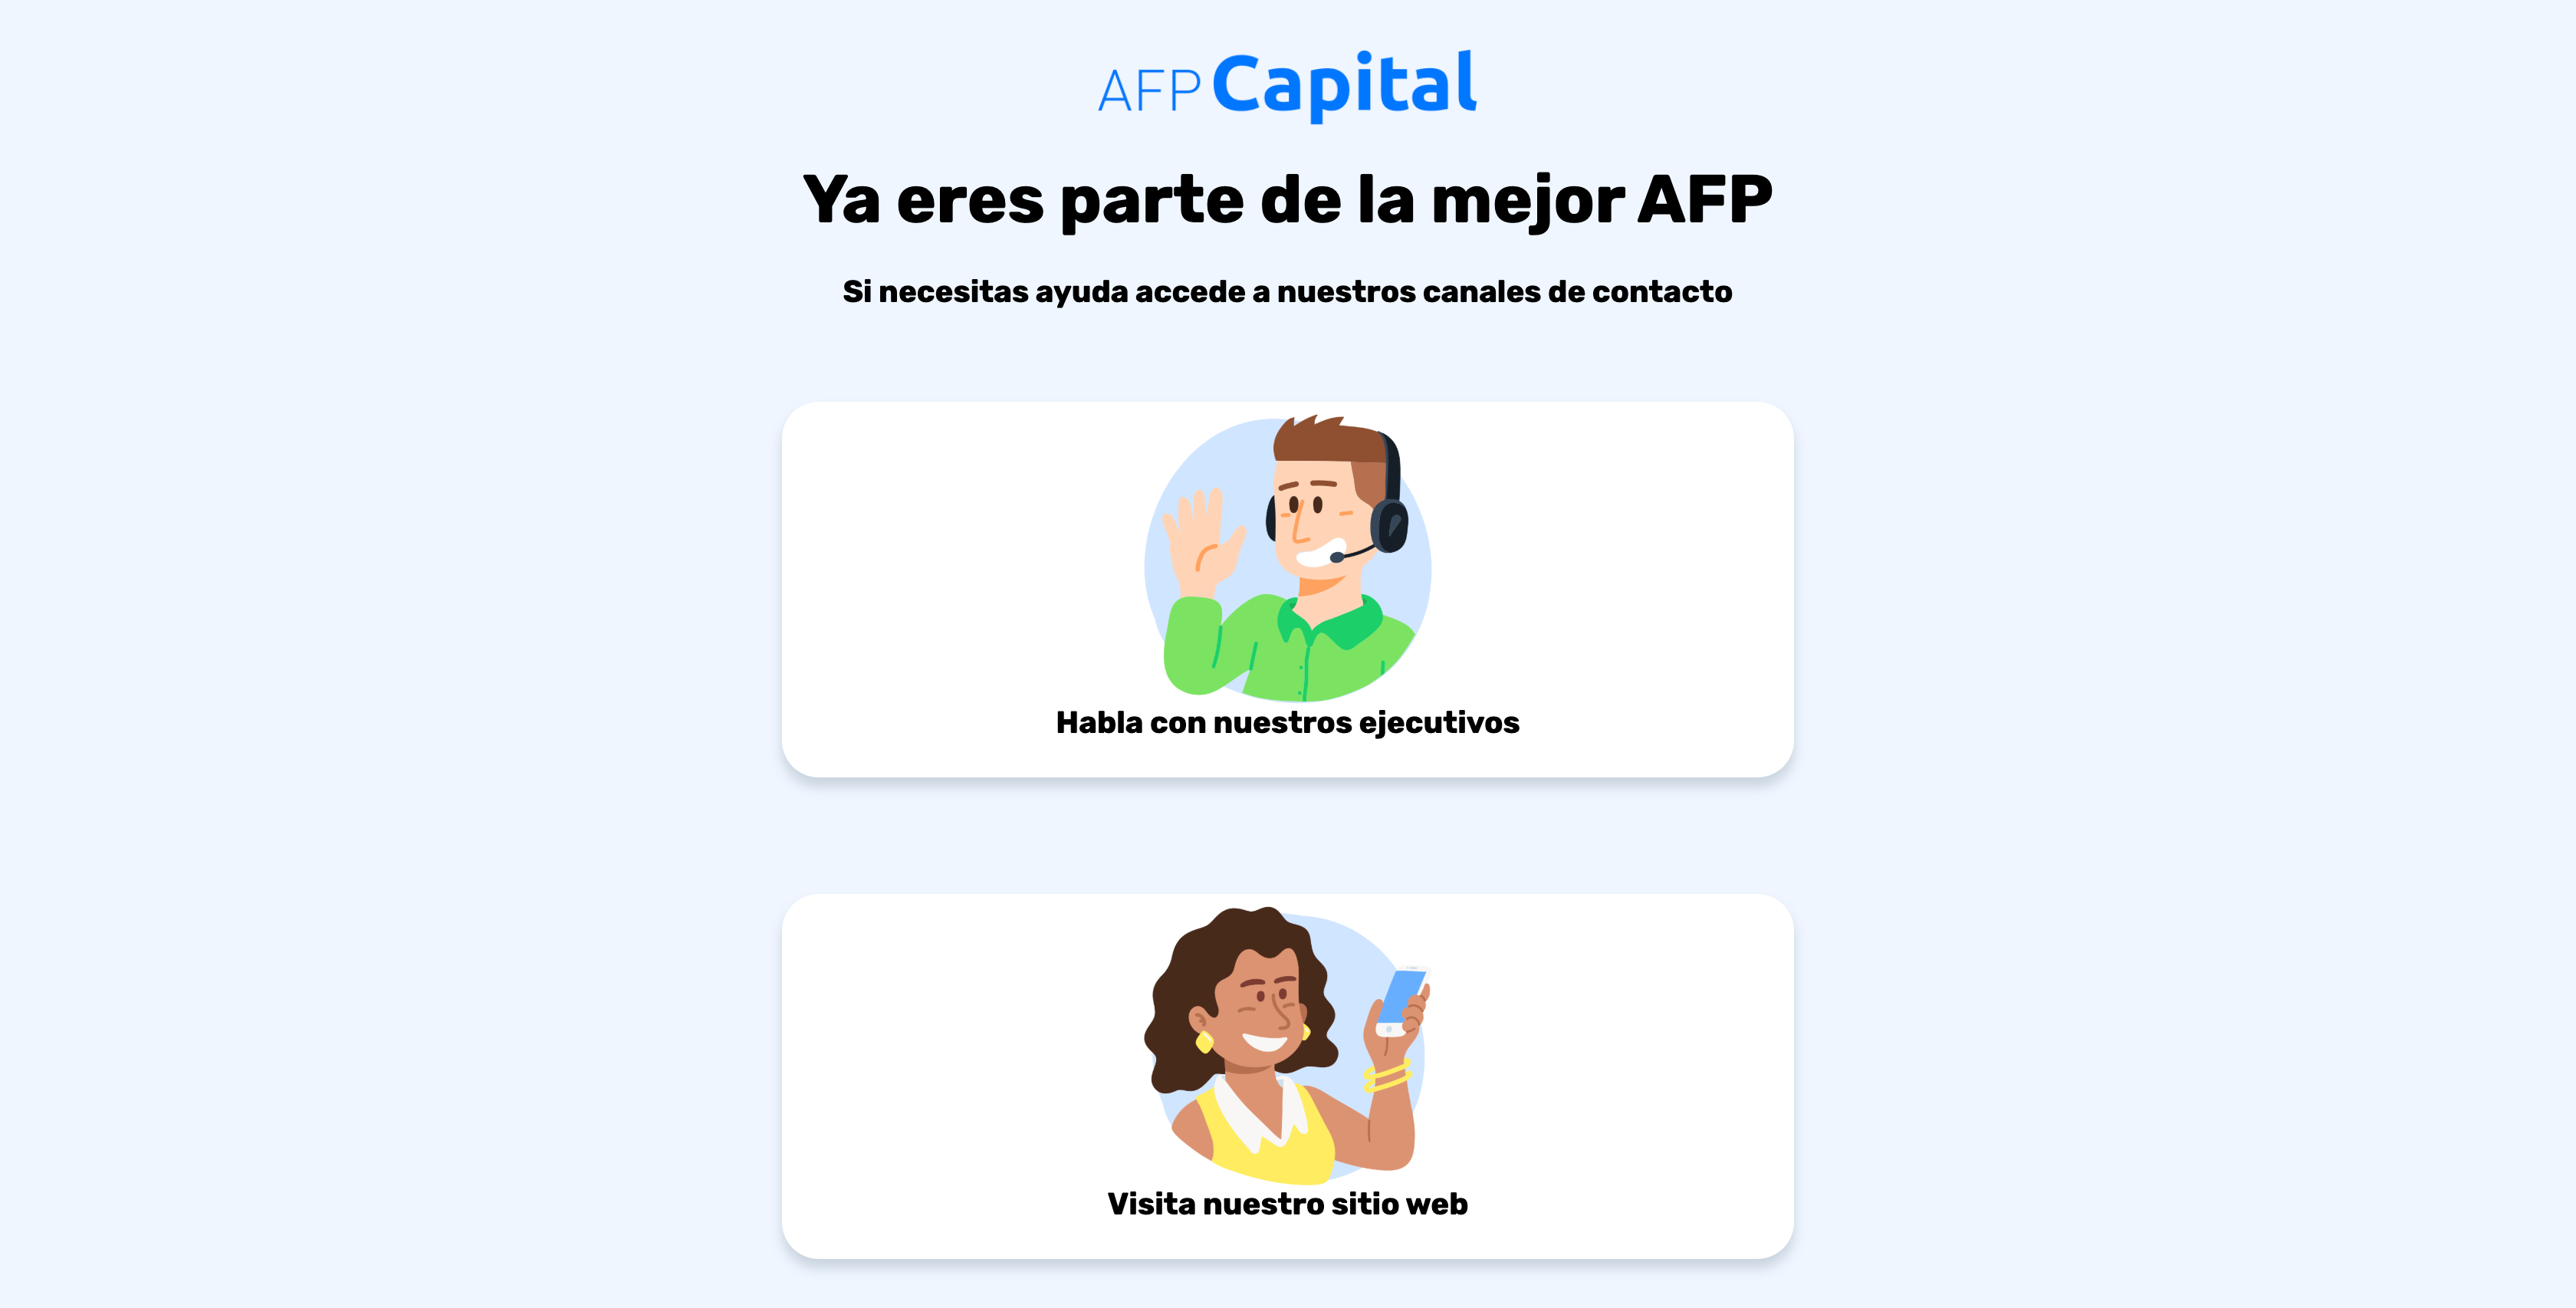 AFP Capital
Ya eres parte de la mejor AFP
Si necesitas ayuda accede a nuestros canales de contacto
Habla con nuestros ejecutivos
Visita nuestro sitio web